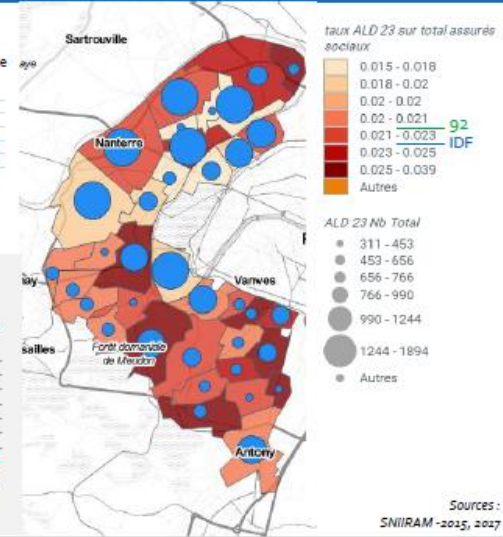 Sartrouville
e
aye
Nanterre
Vanves
ay
sailles
Forêt domaniale
de Meudon
Antony
taux ALD 23 sur total assurés
sociaux
0.015 - 0.018
0.018 - 0.02
0.02 - 0.02
0.02 - 0.021
0.021 - 0.023
0.023 - 0.025
0.025 - 0.039
Autres
92
IDF
ALD 23 Nb Total
311 - 453
453 - 656
656 - 766
766 - 990
990 - 1244
1244 - 1894
Autres
Sources :
SNIIRAM -2015, 2017